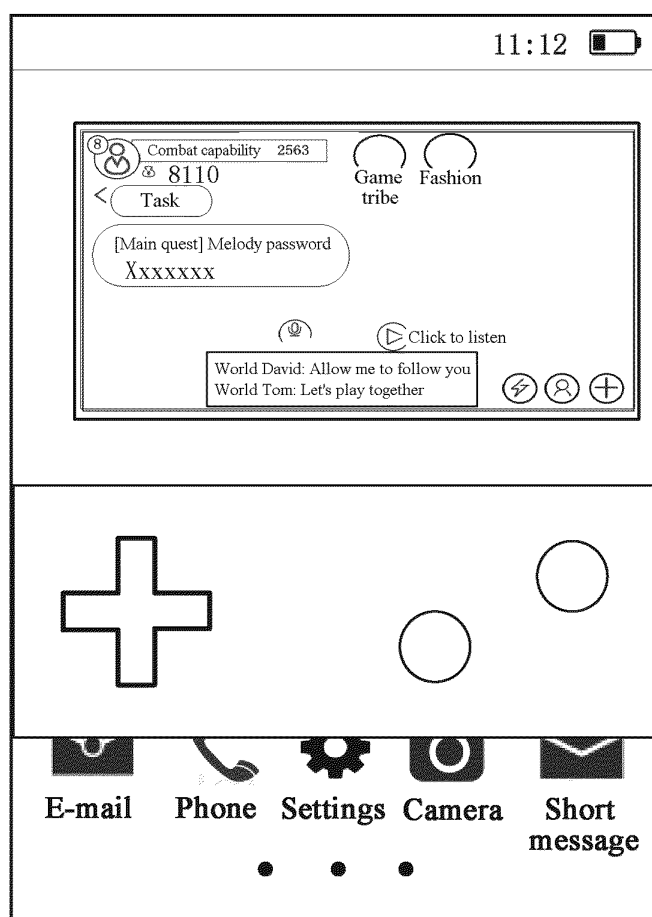 11:12
8
Combat capability 2563
8110
Game tribe
Fashion
Task
[Main quest] Melody password
Xxxxxxx
Click to listen
World David: Allow me to follow you
World Tom: Let's play together
E-mail
Phone
Settings
Camera
Short message